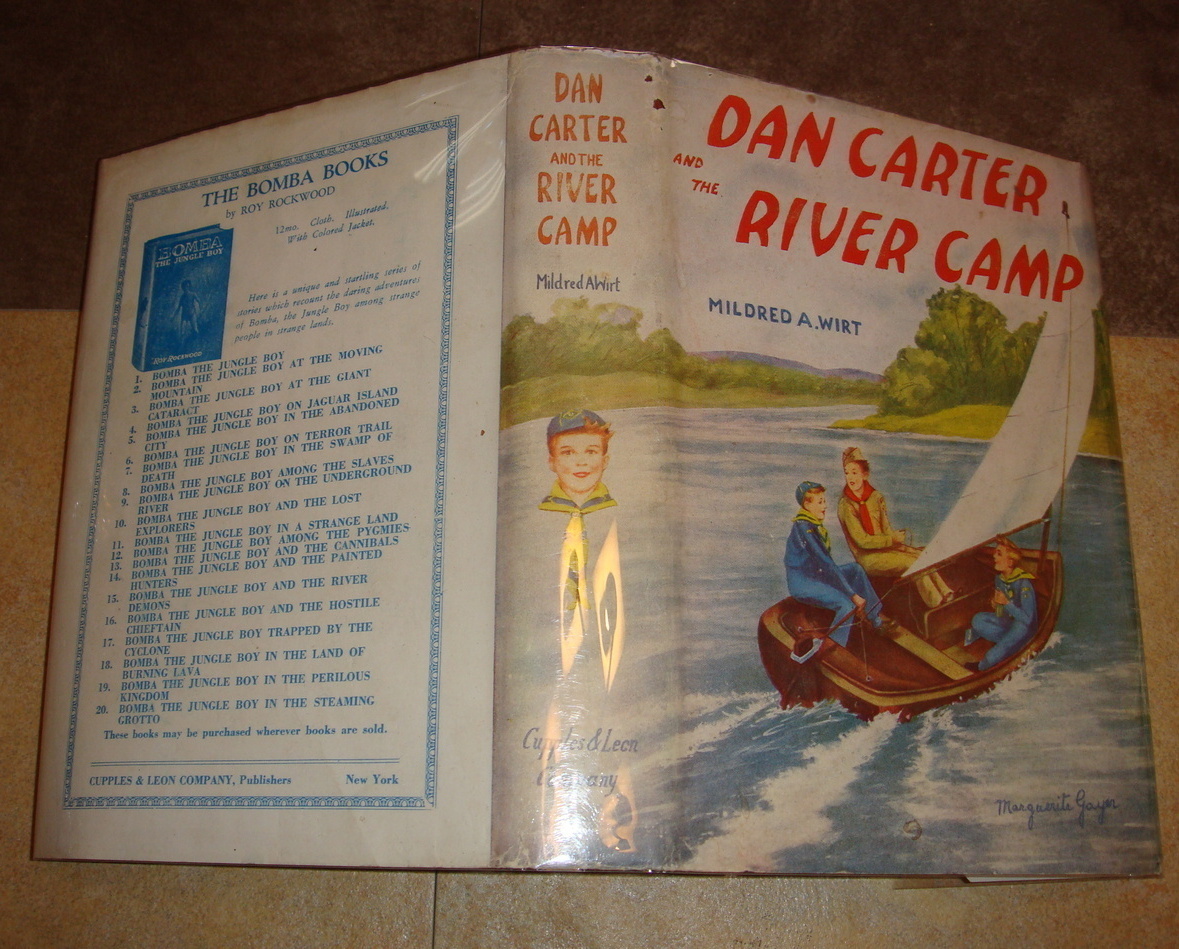 THE BOMBA BOOKS
by ROY ROCKWOOD
12mo. Cloth. Illustrated.
With Colored Jacket.
BOMBA
THE JUNGLE BOY
ROY ROCKWOOD
Here is a unique and startling series of
stories which recount the daring adventures
of Bomba, the Jungle Boy among strange
people in strange lands.
1. BOMBA THE JUNGLE BOY
2. BOMBA THE JUNGLE BOY AT THE MOVING
MOUNTAIN
3. BOMBA THE JUNGLE BOY AT THE GIANT
CATARACT
4. BOMBA THE JUNGLE BOY ON JAGUAR ISLAND
5. BOMBA THE JUNGLE BOY IN THE ABANDONED
CITY
6. BOMBA THE JUNGLE BOY ON TERROR TRAIL
7. BOMBA THE JUNGLE BOY IN THE SWAMP OF
DEATH
8. BOMBA THE JUNGLE BOY AMONG THE SLAVES
9. BOMBA THE JUNGLE BOY ON THE UNDERGROUND
RIVER
10. BOMBA THE JUNGLE BOY AND THE LOST
EXPLORERS
11. BOMBA THE JUNGLE BOY IN A STRANGE LAND
12. BOMBA THE JUNGLE BOY AMONG THE PYGMIES
13. BOMBA THE JUNGLE BOY AND THE CANNIBALS
14. BOMBA THE JUNGLE BOY AND THE PAINTED
HUNTERS
15. BOMBA THE JUNGLE BOY AND THE RIVER
DEMONS
16. BOMBA THE JUNGLE BOY AND THE HOSTILE
CHIEFTAIN
17. BOMBA THE JUNGLE BOY TRAPPED BY THE
CYCLONE
18. BOMBA THE JUNGLE BOY IN THE LAND OF
BURNING LAVA
19. BOMBA THE JUNGLE BOY IN THE PERILOUS
KINGDOM
20. BOMBA THE JUNGLE BOY IN THE STEAMING
GROTTO
These books may be purchased wherever books are sold.
CUPPLES & LEON COMPANY, Publishers New York
DAN
CARTER
AND THE
RIVER
CAMP
Mildred A Wirt
Cupples & Leon
Company
DAN CARTER
AND THE
RIVER CAMP
MILDRED A. WIRT
Marguerite Gayer